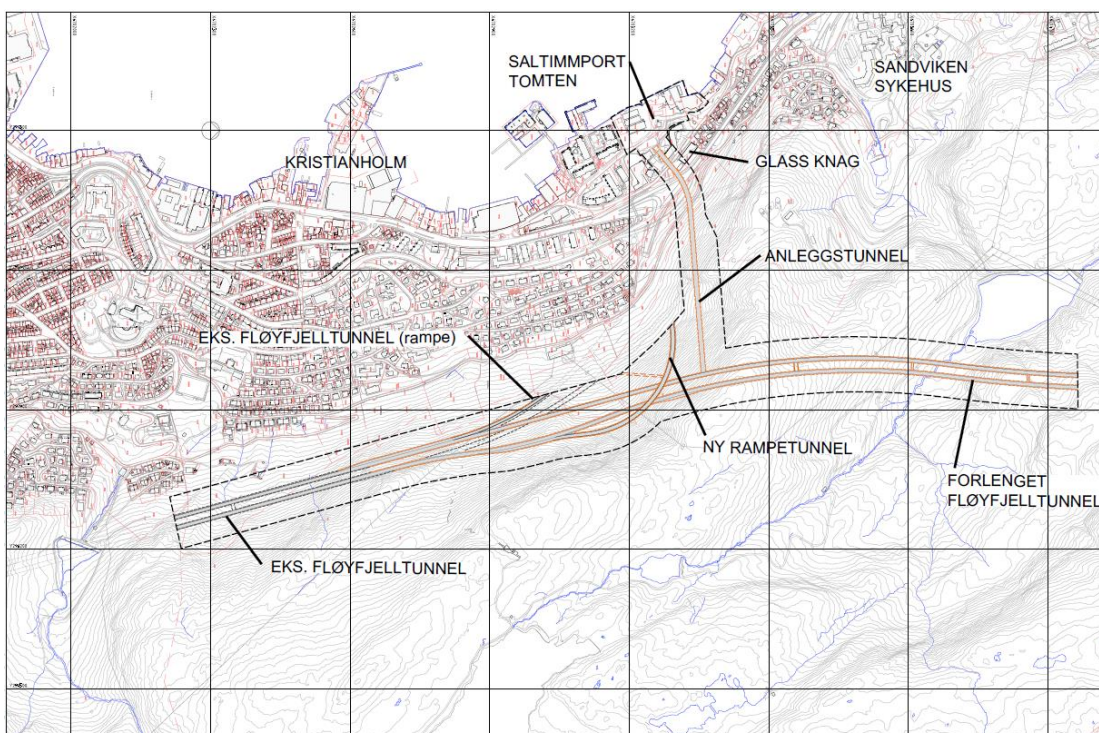 SALTIMMPORT
TOMTEN
SANDVIKEN
SYKEHUS
KRISTIANHOLM
GLASS KNAG
ANLEGGSTUNNEL
EKS. FLØYFJELLTUNNEL (rampe)
NY RAMPETUNNEL
FORLENGET
FLØYFJELLTUNNEL
EKS. FLØYFJELLTUNNEL